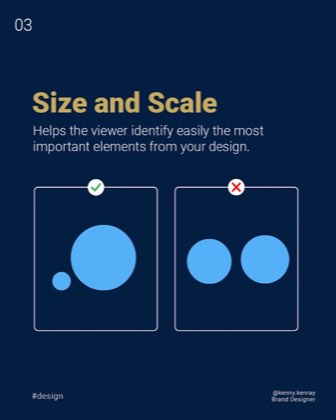 03
Size and Scale
Helps the viewer identify easily the most
important elements from your design.
#design
@kenny.kenray
Brand Designer